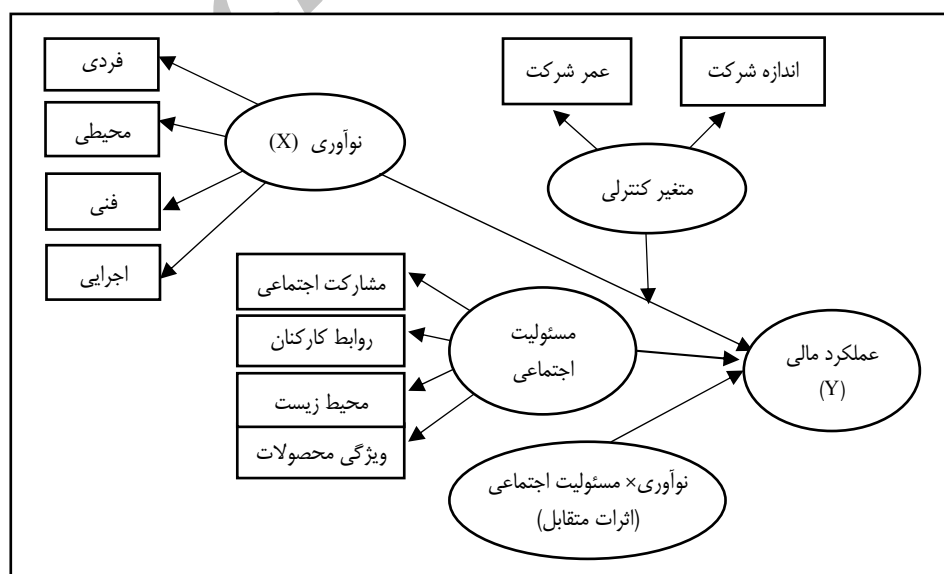 فردی
محیطی
فنی
اجرایی
نوآوری (X)
عمر شرکت
اندازه شرکت
متغیر کنترلی
مشارکت اجتماعی
روابط کارکنان
محیط زیست
ویژگی محصولات
مسئولیت
اجتماعی
عملکرد مالی
(Y)
نوآوری× مسئولیت اجتماعی
(اثرات متقابل)